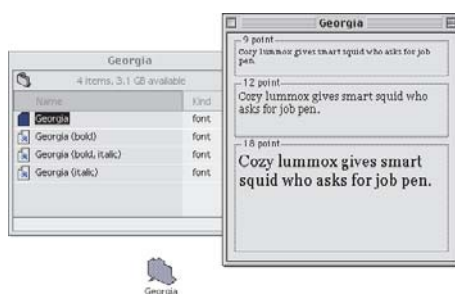 Georgia
4 items, 3.1 GB available
Name Kind
Georgia font
Georgia (bold) font
Georgia (bold, italic) font
Georgia (italic) font
Georgia
Georgia
9 point
Cozy lummox gives smart squid who asks for job
pen.
12 point
Cozy lummox gives smart squid who
asks for job pen.
18 point
Cozy lummox gives smart
squid who asks for job pen.